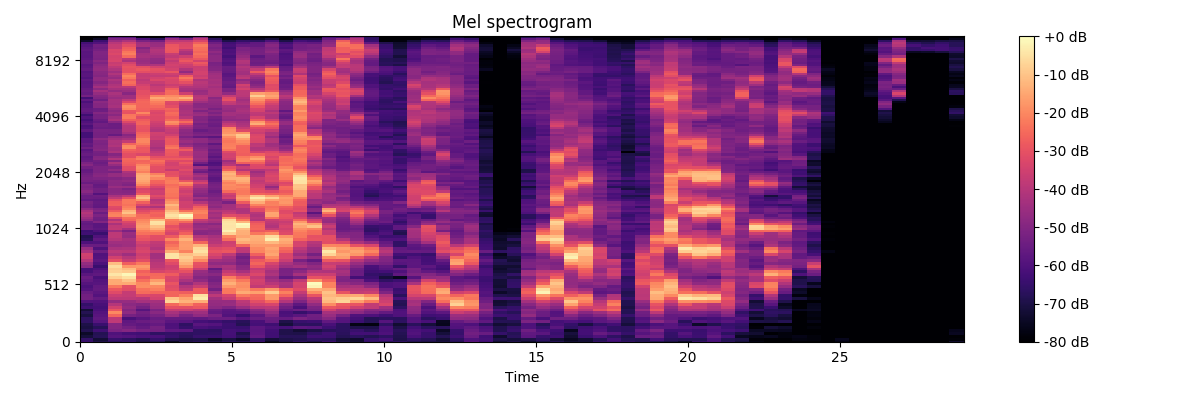 Mel spectrogram
Hz
8192
4096
2048
1024
512
0
0 5 10 15 20 25
Time
+0 dB
-10 dB
-20 dB
-30 dB
-40 dB
-50 dB
-60 dB
-70 dB
-80 dB